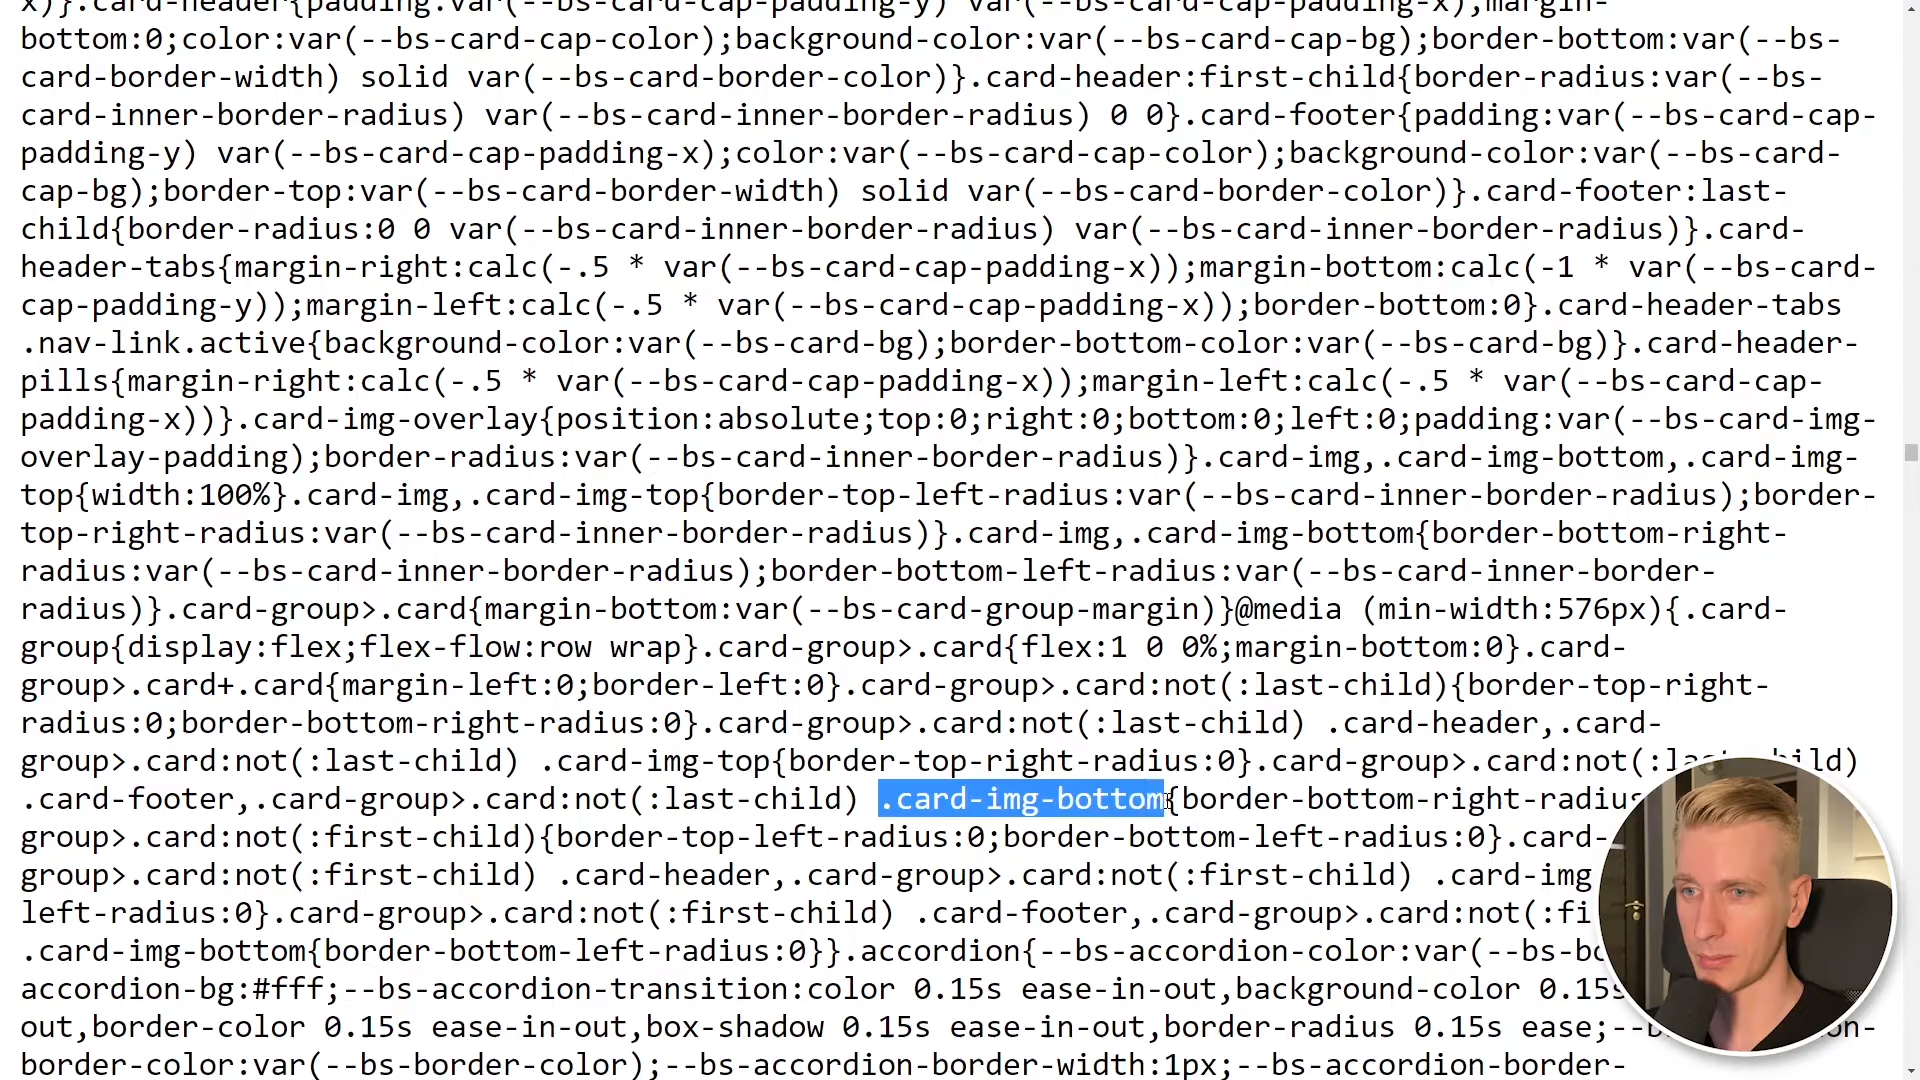 x)}.card-header{padding:var(--bs-card-cap-padding-y) var(--bs-card-cap-padding-x);margin-
bottom:0;color:var(--bs-card-cap-color);background-color:var(--bs-card-cap-bg);border-bottom:var(--bs-
card-border-width) solid var(--bs-card-border-color)}.card-header:first-child{border-radius:var(--bs-
card-inner-border-radius) var(--bs-card-inner-border-radius) 0 0}.card-footer{padding:var(--bs-card-cap-
padding-y) var(--bs-card-cap-padding-x);color:var(--bs-card-cap-color);background-color:var(--bs-card-
cap-bg);border-top:var(--bs-card-border-width) solid var(--bs-card-border-color)}.card-footer:last-
child{border-radius:0 0 var(--bs-card-inner-border-radius) var(--bs-card-inner-border-radius)}.card-
header-tabs{margin-right:calc(-.5 * var(--bs-card-cap-padding-x));margin-bottom:calc(-1 * var(--bs-card-
cap-padding-y));margin-left:calc(-.5 * var(--bs-card-cap-padding-x));border-bottom:0}.card-header-tabs
.nav-link.active{background-color:var(--bs-card-bg);border-bottom-color:var(--bs-card-bg)}.card-header-
pills{margin-right:calc(-.5 * var(--bs-card-cap-padding-x));margin-left:calc(-.5 * var(--bs-card-cap-
padding-x))}.card-img-overlay{position:absolute;top:0;right:0;bottom:0;left:0;padding:var(--bs-card-img-
overlay-padding);border-radius:var(--bs-card-inner-border-radius)}.card-img,.card-img-bottom,.card-img-
top{width:100%}.card-img,.card-img-top{border-top-left-radius:var(--bs-card-inner-border-radius);border-
top-right-radius:var(--bs-card-inner-border-radius)}.card-img,.card-img-bottom{border-bottom-right-
radius:var(--bs-card-inner-border-radius);border-bottom-left-radius:var(--bs-card-inner-border-
radius)}.card-group>.card{margin-bottom:var(--bs-card-group-margin)}@media (min-width:576px){.card-
group{display:flex;flex-flow:row wrap}.card-group>.card{flex:1 0 0%;margin-bottom:0}.card-
group>.card+.card{margin-left:0;border-left:0}.card-group>.card:not(:last-child){border-top-right-
radius:0;border-bottom-right-radius:0}.card-group>.card:not(:last-child) .card-header,.card-
group>.card:not(:last-child) .card-img-top{border-top-right-radius:0}.card-group>.card:not(:last-child)
.card-footer,.card-group>.card:not(:last-child) .card-img-bottom{border-bottom-right-radius
group>.card:not(:first-child){border-top-left-radius:0;border-bottom-left-radius:0}.card-
group>.card:not(:first-child) .card-header,.card-group>.card:not(:first-child) .card-img
left-radius:0}.card-group>.card:not(:first-child) .card-footer,.card-group>.card:not(:fi
.card-img-bottom{border-bottom-left-radius:0}}.accordion{--bs-accordion-color:var(--bs-b
accordion-bg:#fff;--bs-accordion-transition:color 0.15s ease-in-out,background-color 0.15s
out,border-color 0.15s ease-in-out,box-shadow 0.15s ease-in-out,border-radius 0.15s ease;--
border-color:var(--bs-border-color);--bs-accordion-border-width:1px;--bs-accordion-border-